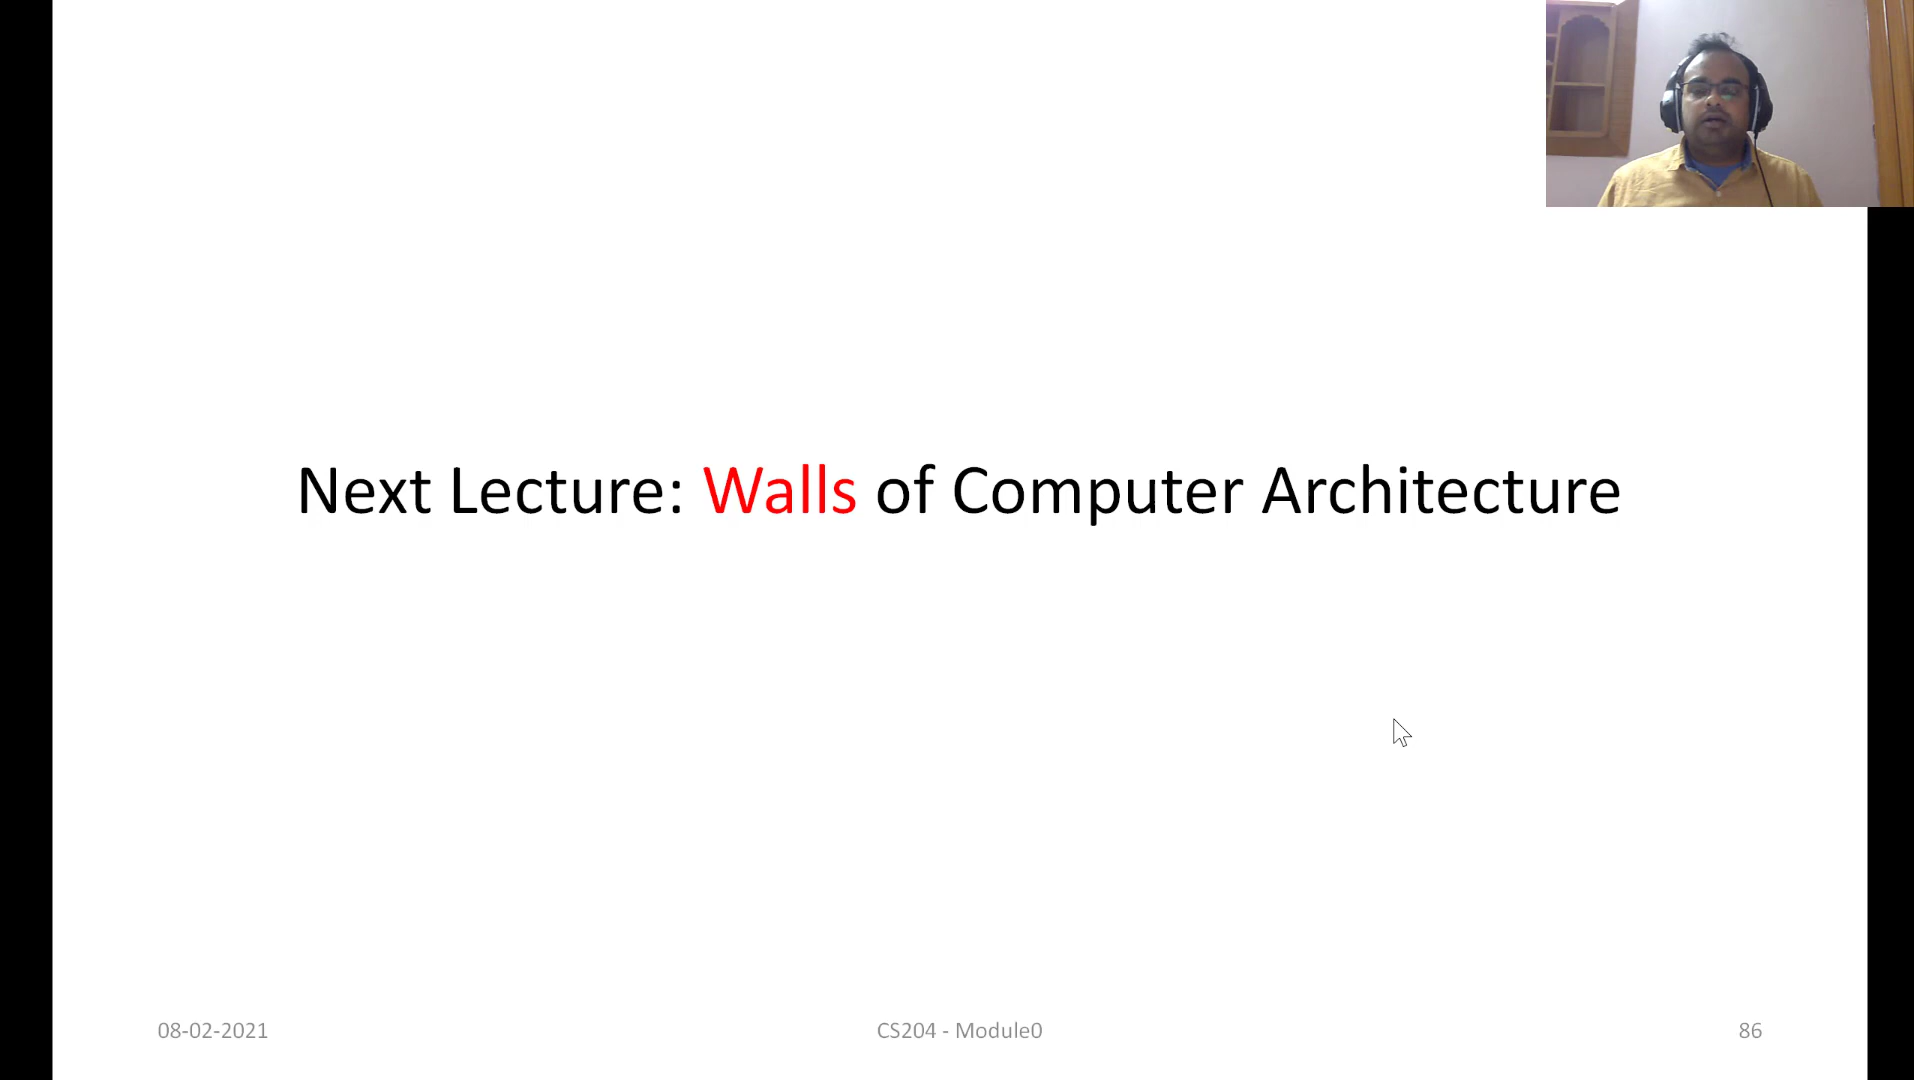 Next Lecture: Walls of Computer Architecture
08-02-2021
CS204 - Module0
86